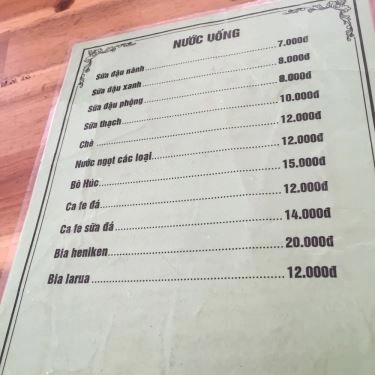 NƯỚC UỐNG
Sữa đậu nành 7.000đ
Sữa đậu xanh 8.000đ
Sữa đậu phộng 8.000đ
Sữa thạch 10.000đ
Chè 12.000đ
Nước ngọt các loại 12.000đ
Bò Húc 15.000đ
Ca fe đá 12.000đ
Ca fe sữa đá 14.000đ
Bia heniken 20.000đ
Bia larua 12.000đ